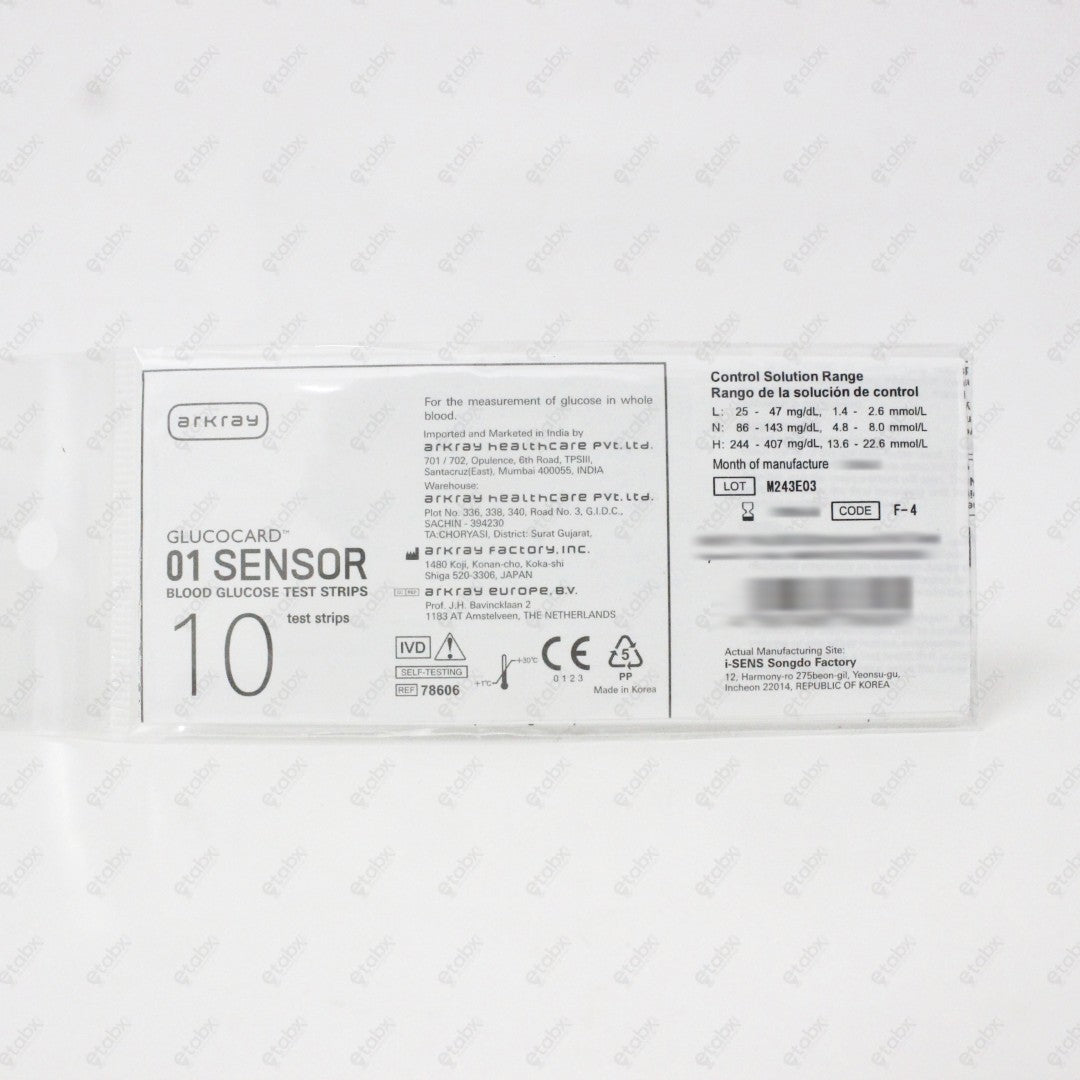 arkray
GLUCOCARD™
01 SENSOR
BLOOD GLUCOSE TEST STRIPS
10 test strips
For the measurement of glucose in whole
blood.
Imported and Marketed in India by
arkray healthcare Pvt. Ltd.
701 / 702, Opulence, 6th Road, TPSIII,
Santacruz(East), Mumbai 400055, INDIA
Warehouse:
arkray healthcare Pvt. Ltd.
Plot No. 336, 338, 340, Road No. 3, G.I.D.C.,
SACHIN - 394230
TA:CHORYASI, District: Surat Gujarat,
arkray factory, inc.
1480 Koji, Konan-cho, Koka-shi
Shiga 520-3306, JAPAN
EC REP arkray europe, B.V.
Prof. J.H. Bavincklaan 2
1183 AT Amstelveen, THE NETHERLANDS
IVD
SELF-TESTING
REF 78606
+1°C +30°C
CE
0123
5
PP
Made in Korea
Control Solution Range
Rango de la solución de control
L: 25 - 47 mg/dL, 1.4 - 2.6 mmol/L
N: 86 - 143 mg/dL, 4.8 - 8.0 mmol/L
H: 244 - 407 mg/dL, 13.6 - 22.6 mmol/L
Month of manufacture
LOT M243E03
CODE F-4
Actual Manufacturing Site:
i-SENS Songdo Factory
12, Harmony-ro 275beon-gil, Yeonsu-gu,
Incheon 22014, REPUBLIC OF KOREA
etabx